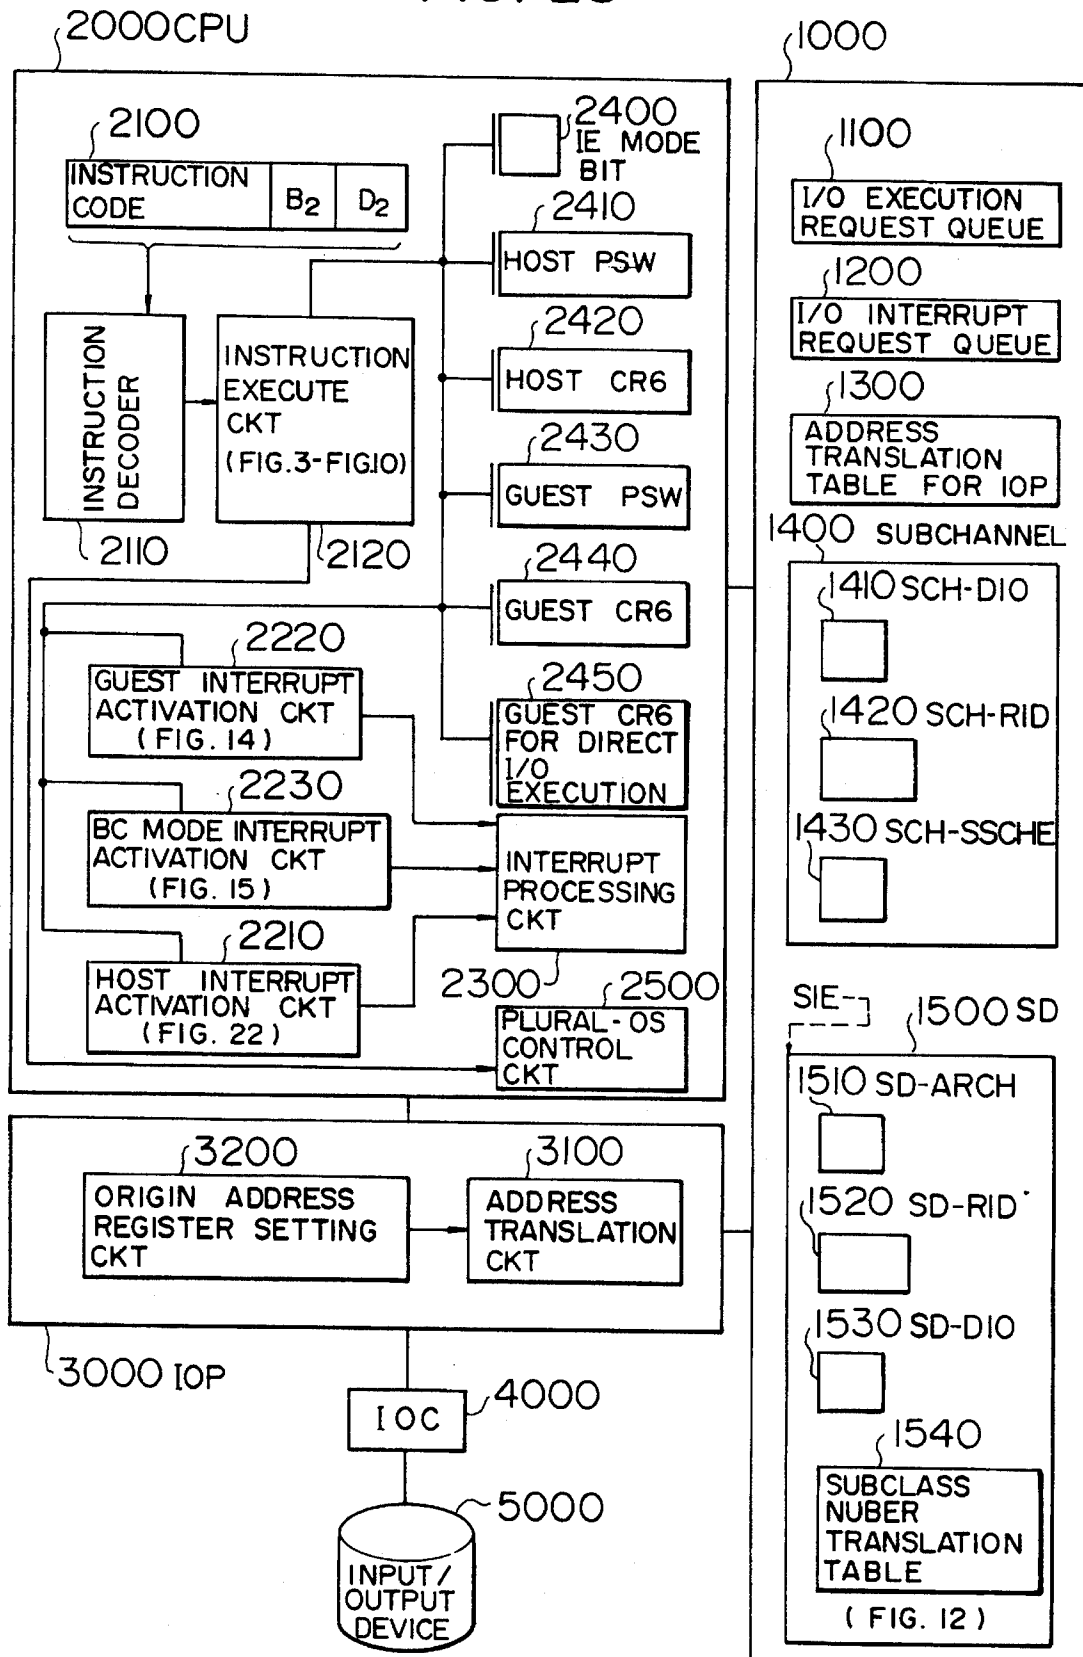 2000 CPU
1000
2100
INSTRUCTION
CODE
B2
D2
2400
IE MODE
BIT
2410
HOST PSW
2420
HOST CR6
2430
GUEST PSW
2440
GUEST CR6
2450
GUEST CR6
FOR DIRECT
I/O
EXECUTION
INSTRUCTION
DECODER
2110
INSTRUCTION
EXECUTE
CKT
(FIG.3-FIG.10)
2120
2220
GUEST INTERRUPT
ACTIVATION CKT
(FIG. 14)
2230
BC MODE INTERRUPT
ACTIVATION CKT
(FIG. 15)
2210
HOST INTERRUPT
ACTIVATION CKT
(FIG. 22)
INTERRUPT
PROCESSING
CKT
2300
2500
PLURAL-OS
CONTROL
CKT
1100
I/O EXECUTION
REQUEST QUEUE
1200
I/O INTERRUPT
REQUEST QUEUE
1300
ADDRESS
TRANSLATION
TABLE FOR IOP
1400 SUBCHANNEL
1410 SCH-DIO
1420 SCH-RID
1430 SCH-SSCHE
SIE
1500 SD
1510 SD-ARCH
1520 SD-RID
1530 SD-DIO
1540
SUBCLASS
NUBER
TRANSLATION
TABLE
(FIG. 12)
3200
ORIGIN ADDRESS
REGISTER SETTING
CKT
3100
ADDRESS
TRANSLATION
CKT
3000 IOP
4000
IOC
5000
INPUT/
OUTPUT
DEVICE